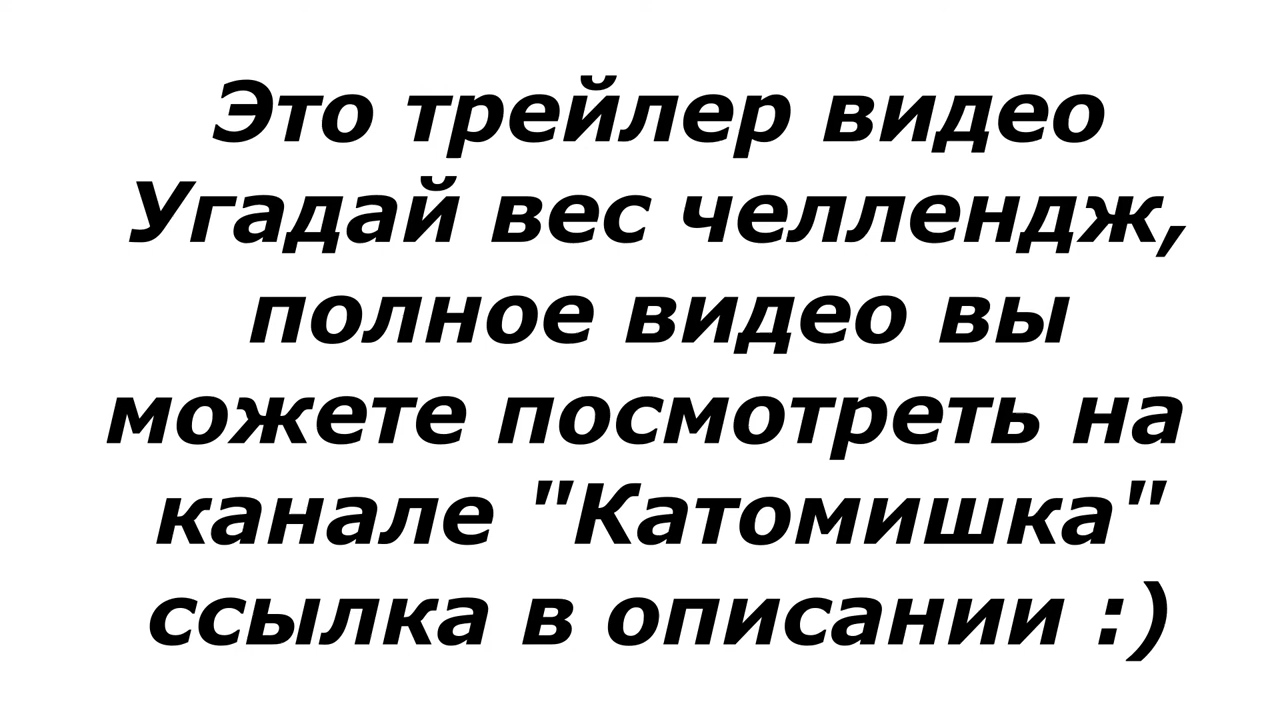 Это трейлер видео
Угадай вес челлендж,
полное видео вы
можете посмотреть на
канале "Катомишка"
ссылка в описании :)